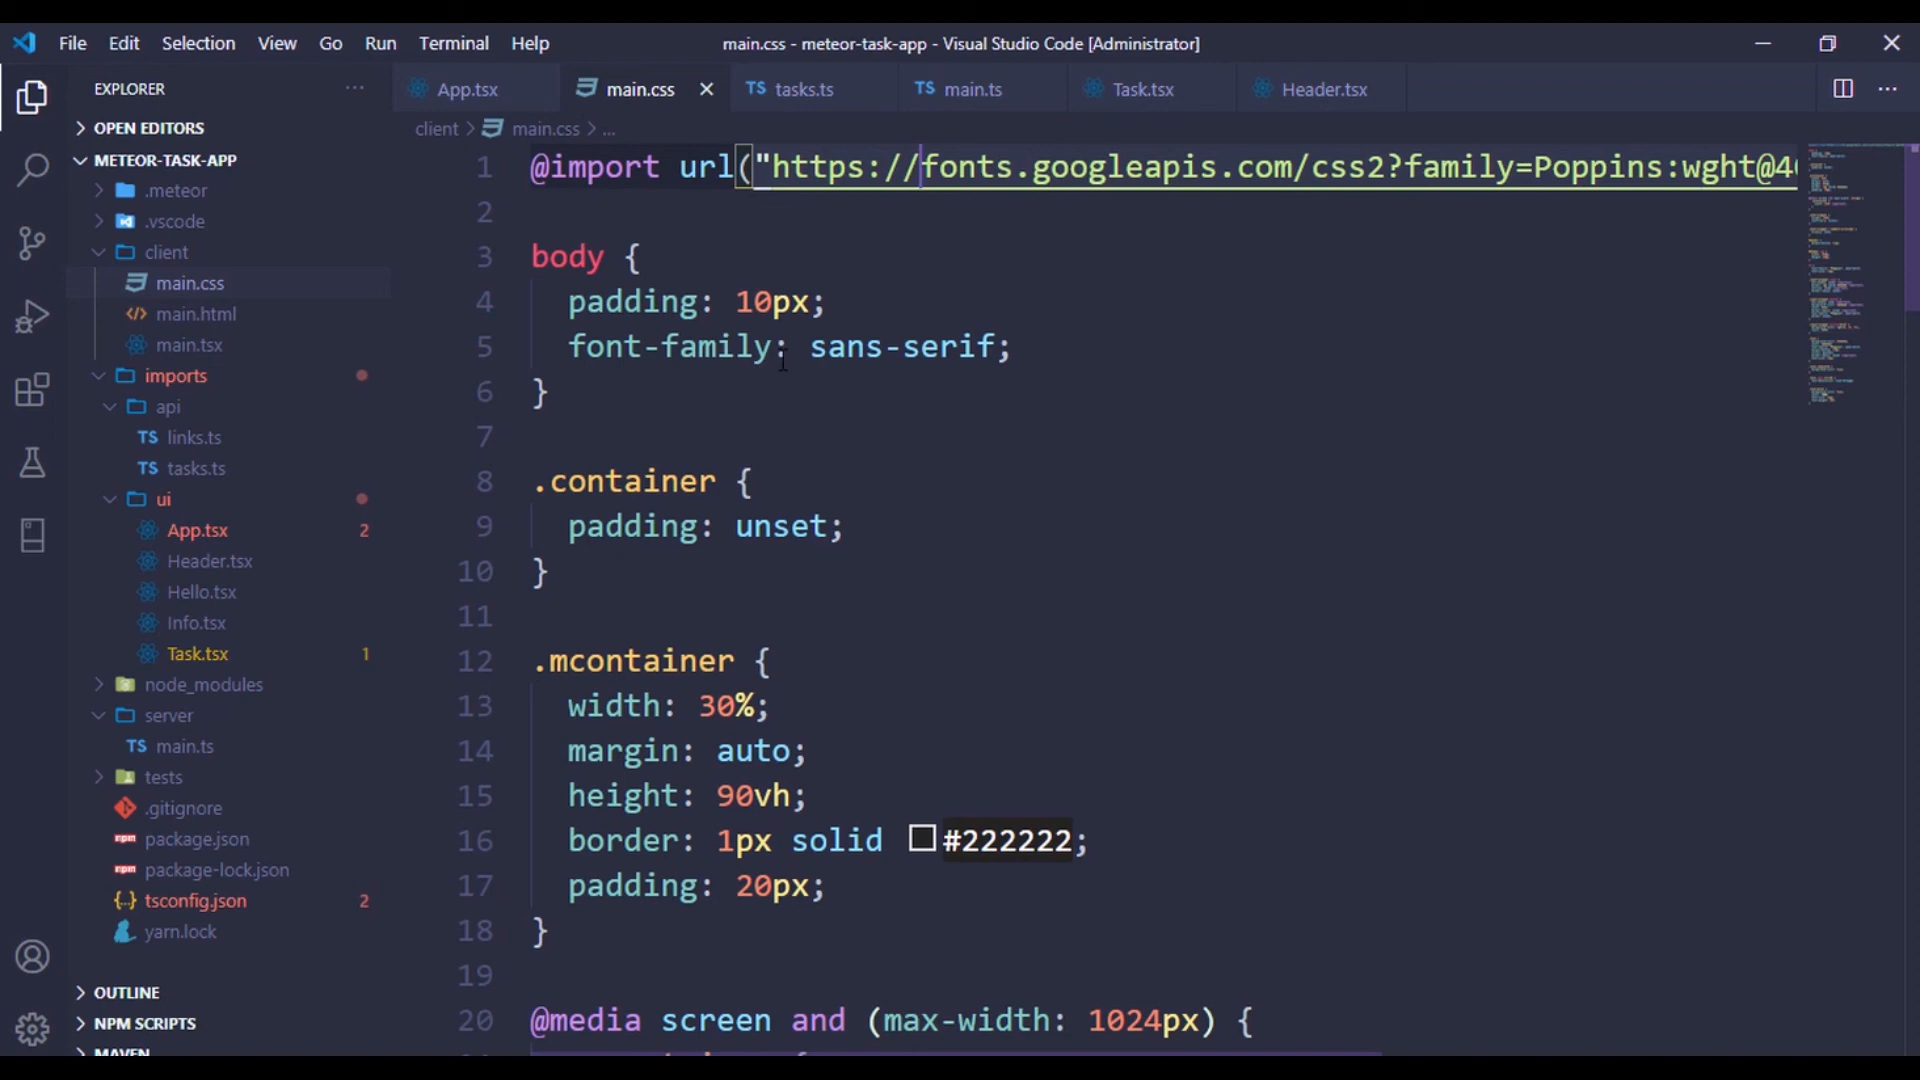 File Edit Selection View Go Run Terminal Help
main.css - meteor-task-app - Visual Studio Code [Administrator]
EXPLORER
App.tsx
main.css
TS tasks.ts
TS main.ts
Task.tsx
Header.tsx
OPEN EDITORS
METEOR-TASK-APP
.meteor
.vscode
client
main.css
main.html
main.tsx
imports
api
TS links.ts
TS tasks.ts
ui
App.tsx 2
Header.tsx
Hello.tsx
Info.tsx
Task.tsx 1
node_modules
server
TS main.ts
tests
.gitignore
package.json
package-lock.json
tsconfig.json 2
yarn.lock
OUTLINE
NPM SCRIPTS
MAVEN
client > main.css > ...
1 @import url("https://fonts.googleapis.com/css2?family=Poppins:wght@4
2
3 body {
4 padding: 10px;
5 font-family: sans-serif;
6 }
7
8 .container {
9 padding: unset;
10 }
11
12 .mcontainer {
13 width: 30%;
14 margin: auto;
15 height: 90vh;
16 border: 1px solid #222222;
17 padding: 20px;
18 }
19
20 @media screen and (max-width: 1024px) {